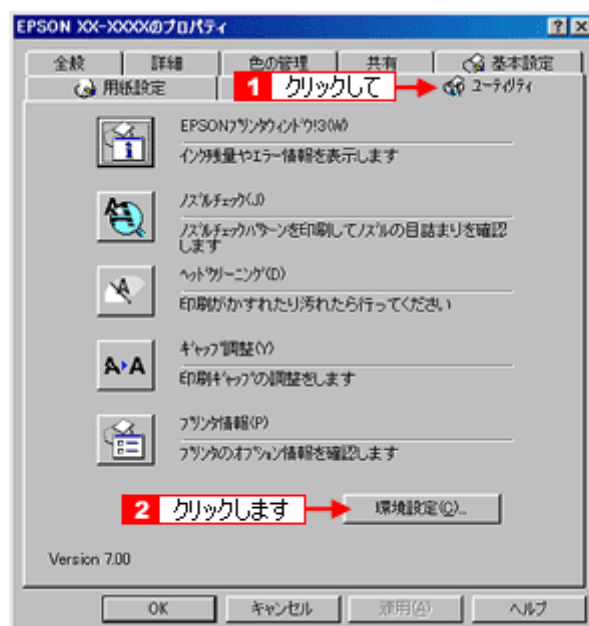 EPSON XX-XXXXのプロパティ
全般 詳細 色の管理 共有 基本設定
用紙設定 1 クリックして ユーティリティ
EPSONプリンタウィンドウ!3(W)
インク残量やエラー情報を表示します
ノズルチェック(J)
ノズルチェックパターンを印刷してノズルの目詰まりを確認
します
ヘッドクリーニング(D)
印刷がかすれたり汚れたら行ってください
ギャップ調整(Y)
印刷ギャップの調整をします
プリンタ情報(P)
プリンタのオプション情報を確認します
2 クリックします 環境設定(C)...
Version 7.00
OK キャンセル 適用(A) ヘルプ